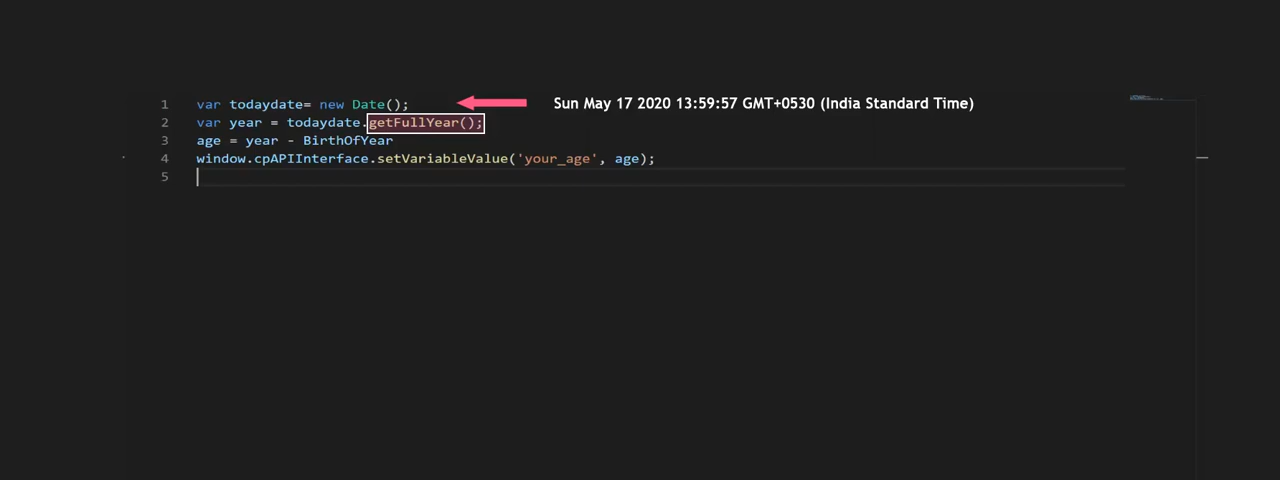 1 var todaydate= new Date(); Sun May 17 2020 13:59:57 GMT+0530 (India Standard Time)
2 var year = todaydate.getFullYear();
3 age = year - BirthOfYear
4 window.cpAPIInterface.setVariableValue('your_age', age);
5